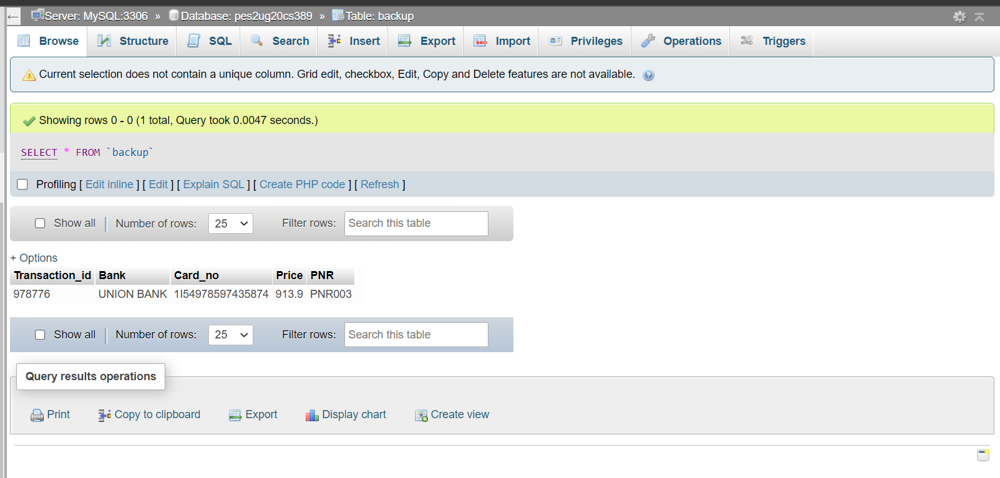 Server: MySQL:3306 » Database: pes2ug20cs389 » Table: backup
Browse Structure SQL Search Insert Export Import Privileges Operations Triggers
Current selection does not contain a unique column. Grid edit, checkbox, Edit, Copy and Delete features are not available.
Showing rows 0 - 0 (1 total, Query took 0.0047 seconds.)
SELECT * FROM `backup`
Profiling [ Edit inline ] [ Edit ] [ Explain SQL ] [ Create PHP code ] [ Refresh ]
Show all | Number of rows: 25 Filter rows: Search this table
+ Options
Transaction_id Bank Card_no Price PNR
978776 UNION BANK 1I54978597435874 913.9 PNR003
Show all | Number of rows: 25 Filter rows: Search this table
Query results operations
Print Copy to clipboard Export Display chart Create view